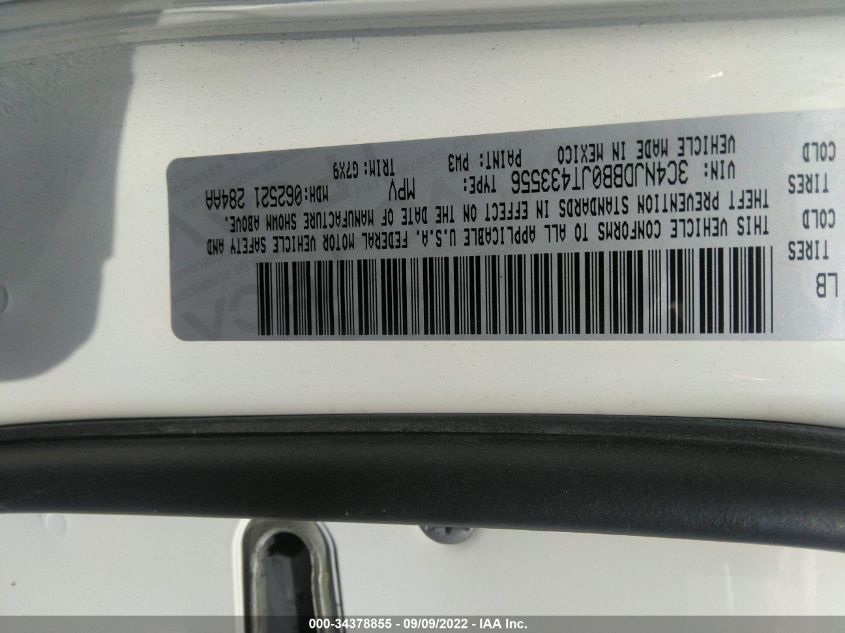 LB
TIRES
COLD
TIRES
COLD
THIS VEHICLE CONFORMS TO ALL APPLICABLE U.S.A. FEDERAL MOTOR VEHICLE SAFETY AND
THEFT PREVENTION STANDARDS IN EFFECT ON THE DATE OF MANUFACTURE SHOWN ABOVE.
VIN: 3C4NJDBB0JT433556 TYPE: MPV MDH:062521 284AA
VEHICLE MADE IN MEXICO PAINT: PW3 TRIM: G7X9
000-34378855 - 09/09/2022 - IAA Inc.